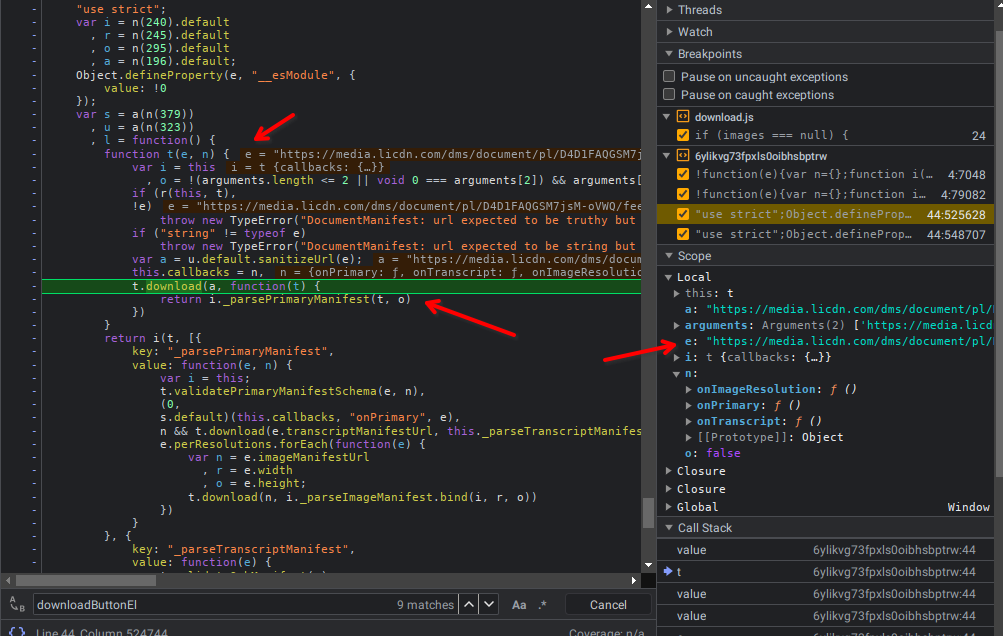 "use strict";
var i = n(240).default
, r = n(245).default
, o = n(295).default
, a = n(196).default;
Object.defineProperty(e, "__esModule", {
value: !0
});
var s = a(n(379))
, u = a(n(323))
, l = function() {
function t(e, n) { e = "https://media.licdn.com/dms/document/pl/D4D1FAQGSM7j
var i = this i = t {callbacks: {…}}
, o = !(arguments.length <= 2 || void 0 === arguments[2]) && arguments[
if (r(this, t),
!e) e = "https://media.licdn.com/dms/document/pl/D4D1FAQGSM7jsM-oVWQ/fee
throw new TypeError("DocumentManifest: url expected to be truthy but
if ("string" != typeof e)
throw new TypeError("DocumentManifest: url expected to be string but
var a = u.default.sanitizeUrl(e); a = "https://media.licdn.com/dms/docum
this.callbacks = n, n = {onPrimary: ƒ, onTranscript: ƒ, onImageResolutio
t.download(a, function(t) {
return i._parsePrimaryManifest(t, o)
})
}
return i(t, [{
key: "_parsePrimaryManifest",
value: function(e, n) {
var i = this;
t.validatePrimaryManifestSchema(e, n),
(0,
s.default)(this.callbacks, "onPrimary", e),
n && t.download(e.transcriptManifestUrl, this._parseTranscriptManifes
e.perResolutions.forEach(function(e) {
var n = e.imageManifestUrl
, r = e.width
, o = e.height;
t.download(n, i._parseImageManifest.bind(i, r, o))
})
}
}, {
key: "_parseTranscriptManifest",
value: function(e) {
downloadButtonEl
9 matches
Aa
.*
Cancel
Line 44, Column 524744
Coverage: n/a
Threads
Watch
Breakpoints
Pause on uncaught exceptions
Pause on caught exceptions
download.js
if (images === null) { 24
6ylikvg73fpxls0oibhsbptrw
!function(e){var n={};function i(… 4:7048
!function(e){var n={};function i(… 4:79082
"use strict";Object.defineProp… 44:525628
"use strict";Object.defineProp… 44:548707
Scope
Local
this: t
a: "https://media.licdn.com/dms/document/pl/
arguments: Arguments(2) ['https://media.licd
e: "https://media.licdn.com/dms/document/pl/
i: t {callbacks: {…}}
n:
onImageResolution: ƒ ()
onPrimary: ƒ ()
onTranscript: ƒ ()
[[Prototype]]: Object
o: false
Closure
Closure
Global Window
Call Stack
value 6ylikvg73fpxls0oibhsbptrw:44
t 6ylikvg73fpxls0oibhsbptrw:44
value 6ylikvg73fpxls0oibhsbptrw:44
value 6ylikvg73fpxls0oibhsbptrw:44